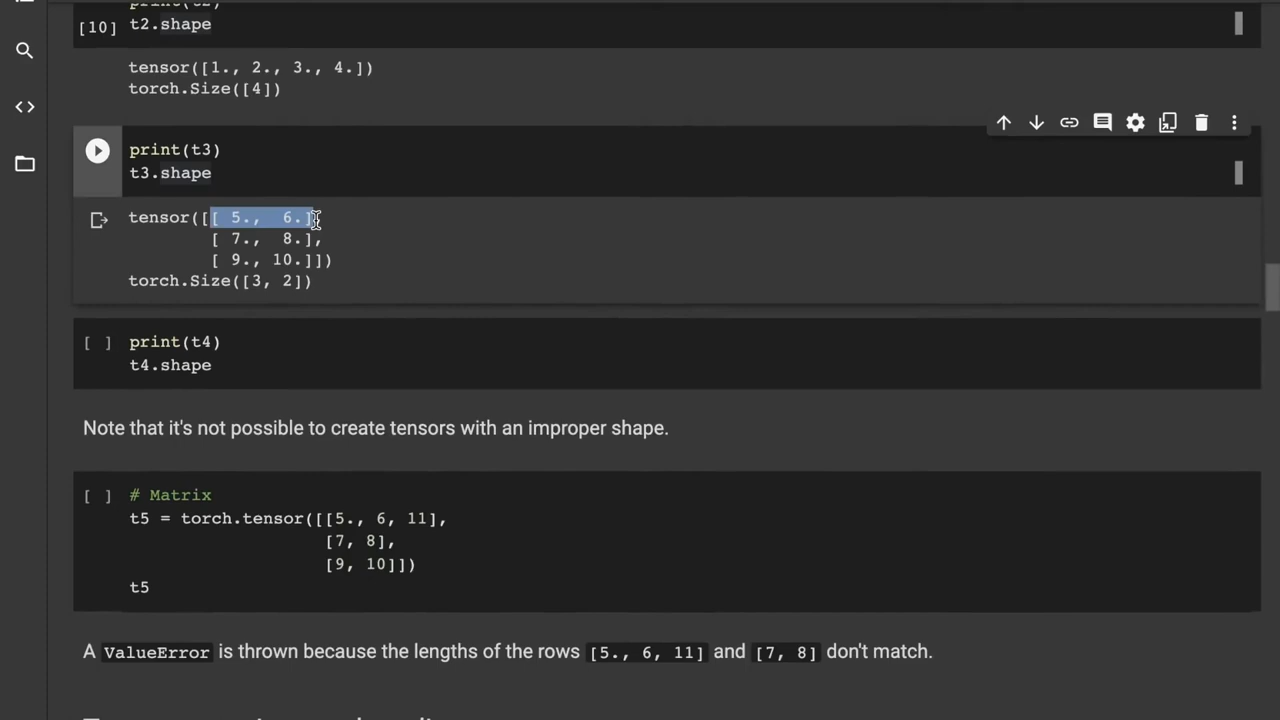 [10] t2.shape
tensor([1., 2., 3., 4.])
torch.Size([4])
print(t3)
t3.shape
tensor([[ 5.,  6.],
[ 7.,  8.],
[ 9., 10.]])
torch.Size([3, 2])
[ ] print(t4)
t4.shape
Note that it's not possible to create tensors with an improper shape.
[ ] # Matrix
t5 = torch.tensor([[5., 6, 11],
[7, 8],
[9, 10]])
t5
A ValueError is thrown because the lengths of the rows [5., 6, 11] and [7, 8] don't match.